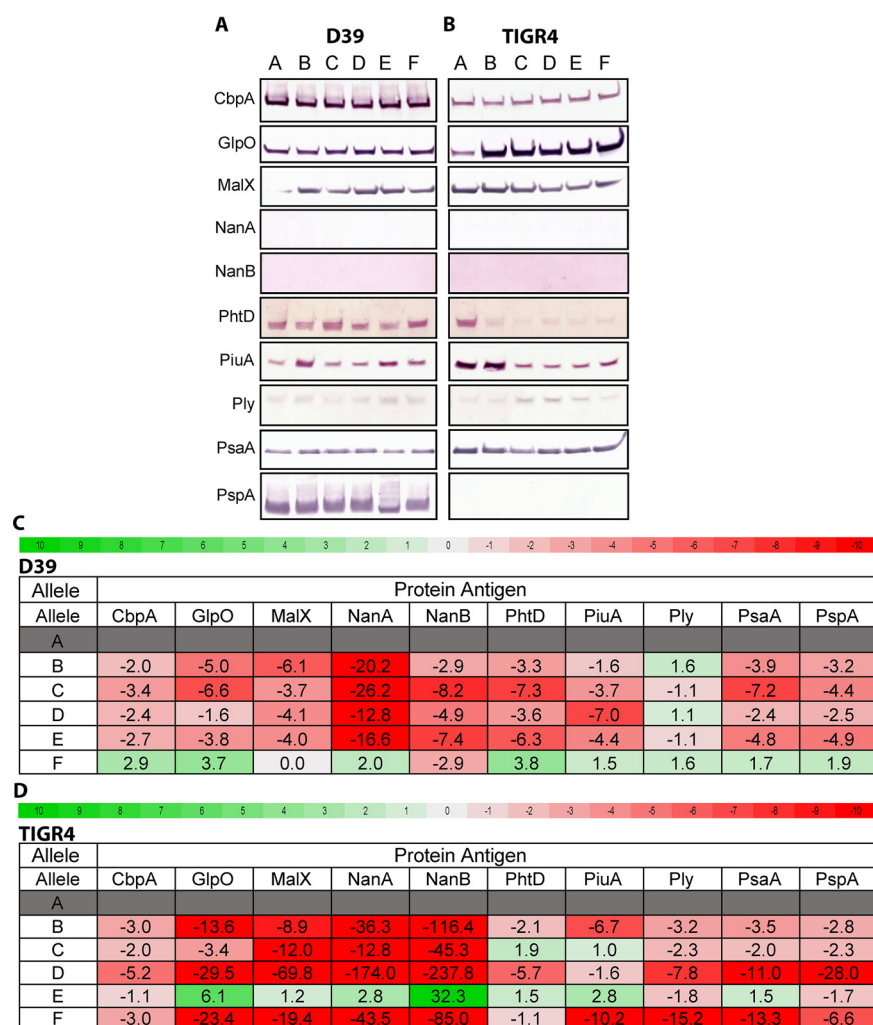 A B
D39 TIGR4
A B C D E F A B C D E F
CbpA
GlpO
MalX
NanA
NanB
PhtD
PiuA
Ply
PsaA
PspA
C
10 9 8 7 6 5 4 3 2 1 0 -1 -2 -3 -4 -5 -6 -7 -8 -9 -10
D39
Allele Protein Antigen
Allele CbpA GlpO MalX NanA NanB PhtD PiuA Ply PsaA PspA
A
B -2.0 -5.0 -6.1 -20.2 -2.9 -3.3 -1.6 1.6 -3.9 -3.2
C -3.4 -6.6 -3.7 -26.2 -8.2 -7.3 -3.7 -1.1 -7.2 -4.4
D -2.4 -1.6 -4.1 -12.8 -4.9 -3.6 -7.0 1.1 -2.4 -2.5
E -2.7 -3.8 -4.0 -16.6 -7.4 -6.3 -4.4 -1.1 -4.8 -4.9
F 2.9 3.7 0.0 2.0 -2.9 3.8 1.5 1.6 1.7 1.9
D
10 9 8 7 6 5 4 3 2 1 0 -1 -2 -3 -4 -5 -6 -7 -8 -9 -10
TIGR4
Allele Protein Antigen
Allele CbpA GlpO MalX NanA NanB PhtD PiuA Ply PsaA PspA
A
B -3.0 -13.6 -8.9 -36.3 -116.4 -2.1 -6.7 -3.2 -3.5 -2.8
C -2.0 -3.4 -12.0 -12.8 -45.3 1.9 1.0 -2.3 -2.0 -2.3
D -5.2 -29.5 -69.8 -174.0 -237.8 -5.7 -1.6 -7.8 -11.0 -28.0
E -1.1 6.1 1.2 2.8 32.3 1.5 2.8 -1.8 1.5 -1.7
F -3.0 -23.4 -19.4 -43.5 -85.0 -1.1 -10.2 -15.2 -13.3 -6.6